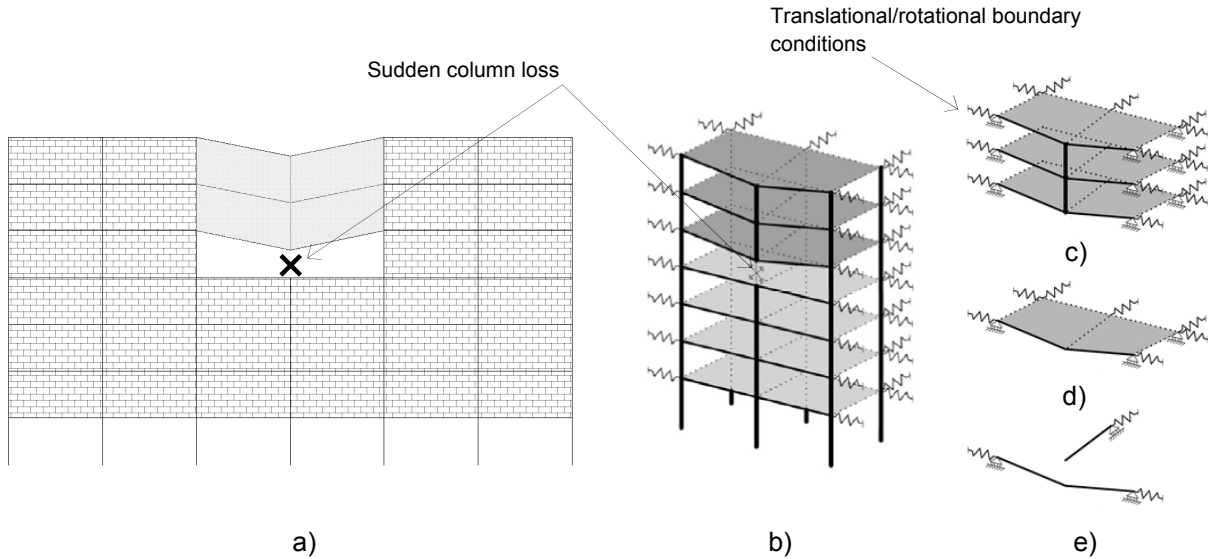 Translational/rotational boundary
conditions
Sudden column loss
c)
d)
a)
b)
e)